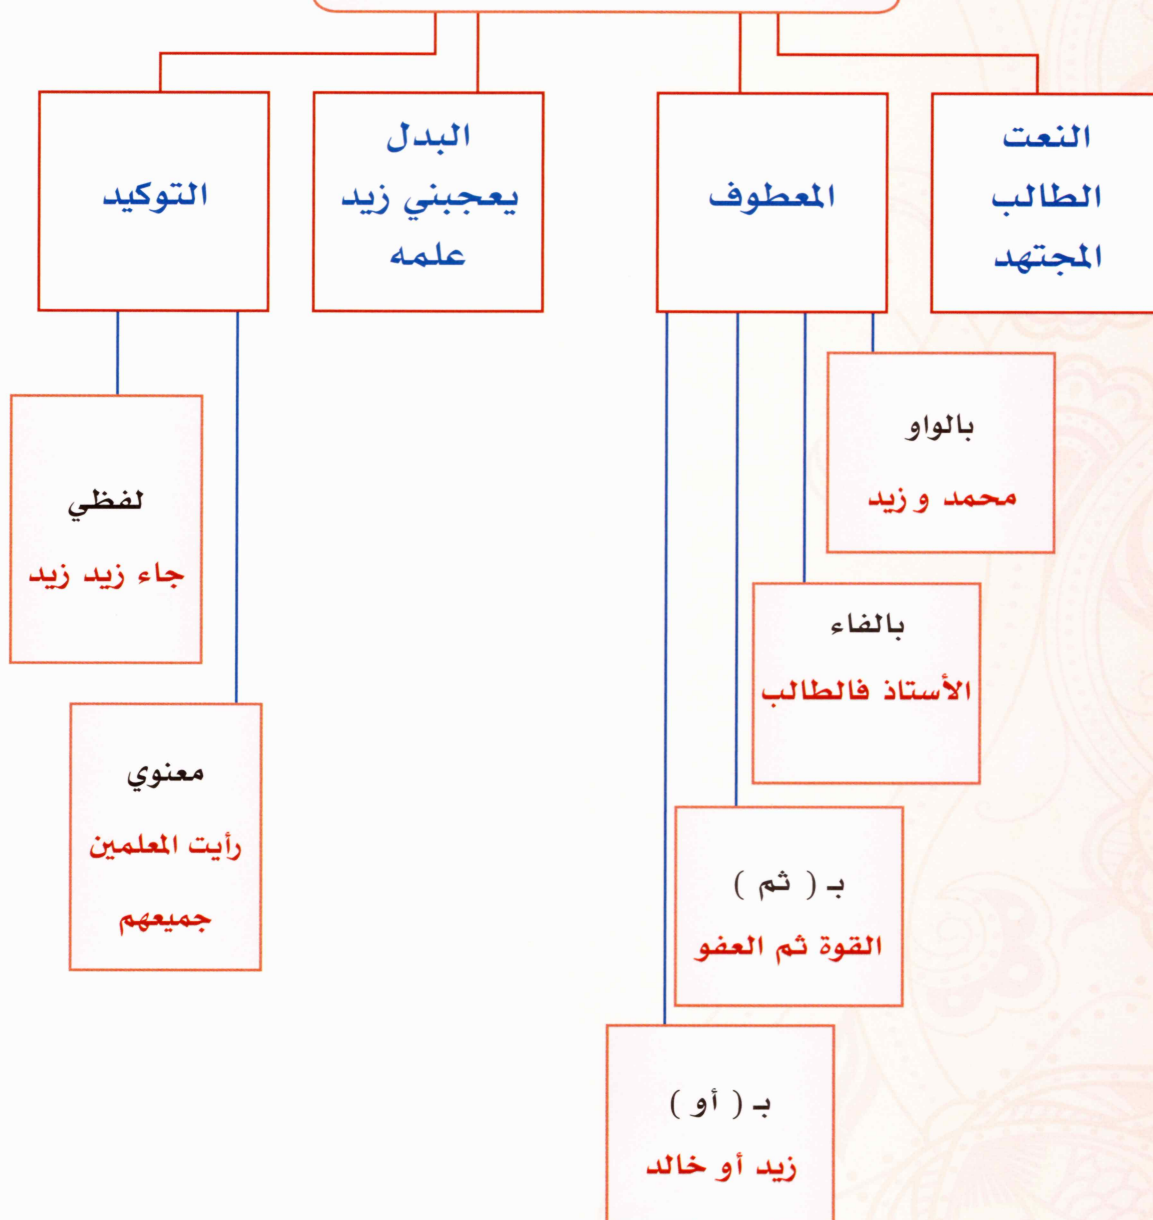 النعت
الطالب
المجتهد
المعطوف
البدل
يعجبني زيد
علمه
التوكيد
بالواو
محمد و زيد
بالفاء
الأستاذ فالطالب
بـ ( ثم )
القوة ثم العفو
بـ ( أو )
زيد أو خالد
لفظي
جاء زيد زيد
معنوي
رأيت المعلمين
جميعهم